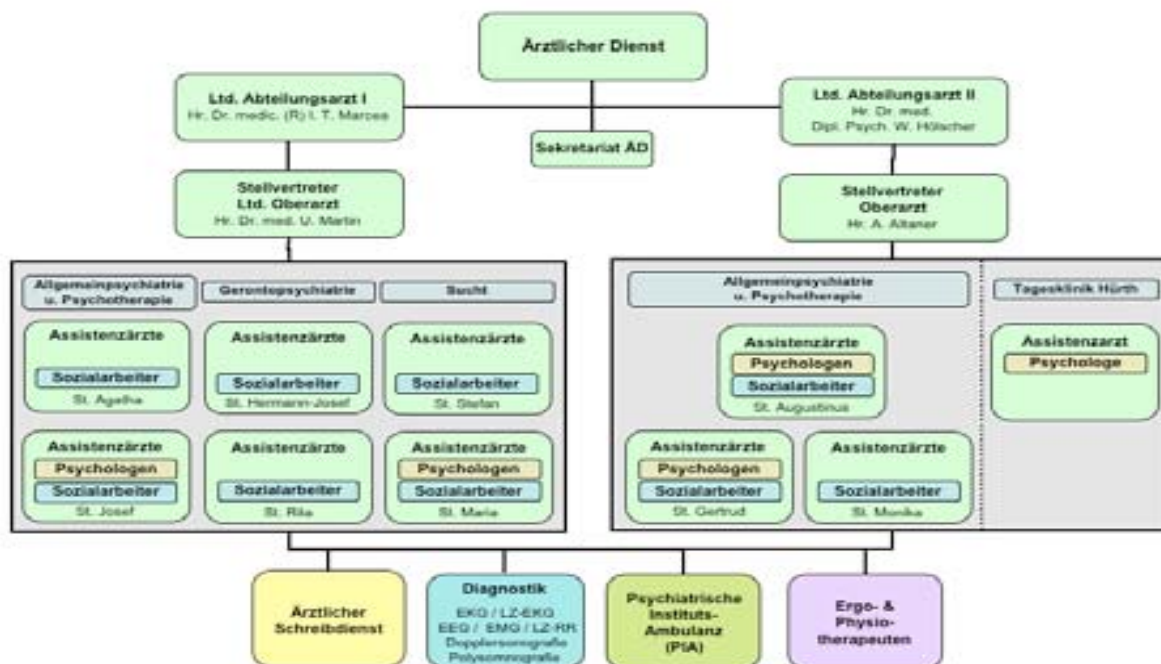 Ärztlicher Dienst
Ltd. Abteilungsarzt I
Hr. Dr. medic. (R) I. T. Marcea
Ltd. Abteilungsarzt II
Hr. Dr. med.
Dipl. Psych. W. Hölscher
Sekretariat ÄD
Stellvertreter
Ltd. Oberarzt
Hr. Dr. med. U. Martin
Stellvertreter
Oberarzt
Hr. A. Altaner
Allgemeinpsychiatrie
u. Psychotherapie
Gerontopsychiatrie
Sucht
Assistenzärzte
Sozialarbeiter
St. Agatha
Assistenzärzte
Sozialarbeiter
St. Hermann-Josef
Assistenzärzte
Sozialarbeiter
St. Stefan
Assistenzärzte
Psychologen
Sozialarbeiter
St. Josef
Assistenzärzte
Sozialarbeiter
St. Rita
Assistenzärzte
Psychologen
Sozialarbeiter
St. Maria
Allgemeinpsychiatrie
u. Psychotherapie
Tagesklinik Hürth
Assistenzärzte
Psychologen
Sozialarbeiter
St. Augustinus
Assistenzarzt
Psychologe
Assistenzärzte
Psychologen
Sozialarbeiter
St. Gertrud
Assistenzärzte
Sozialarbeiter
St. Monika
Ärztlicher
Schreibdienst
Diagnostik
EKG / LZ-EKG
EEG / EMG / LZ-RR
Dopplersonografie
Polysomnografie
Psychiatrische
Instituts-
Ambulanz
(PIA)
Ergo- &
Physio-
therapeuten